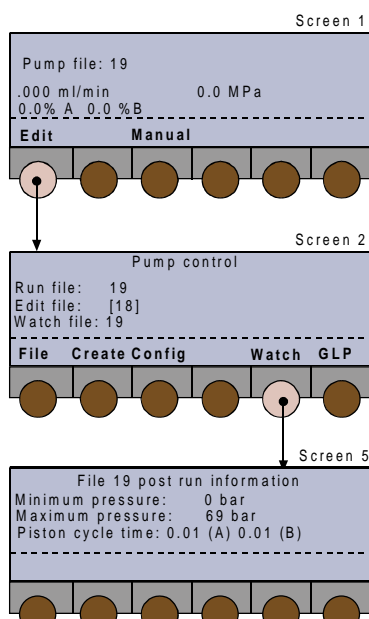 Screen 1
Pump file: 19
.000 ml/min 0.0 MPa
0.0% A 0.0 %B
Edit Manual
Screen 2
Pump control
Run file: 19
Edit file: [18]
Watch file: 19
File Create Config Watch GLP
Screen 5
File 19 post run information
Minimum pressure: 0 bar
Maximum pressure: 69 bar
Piston cycle time: 0.01 (A) 0.01 (B)